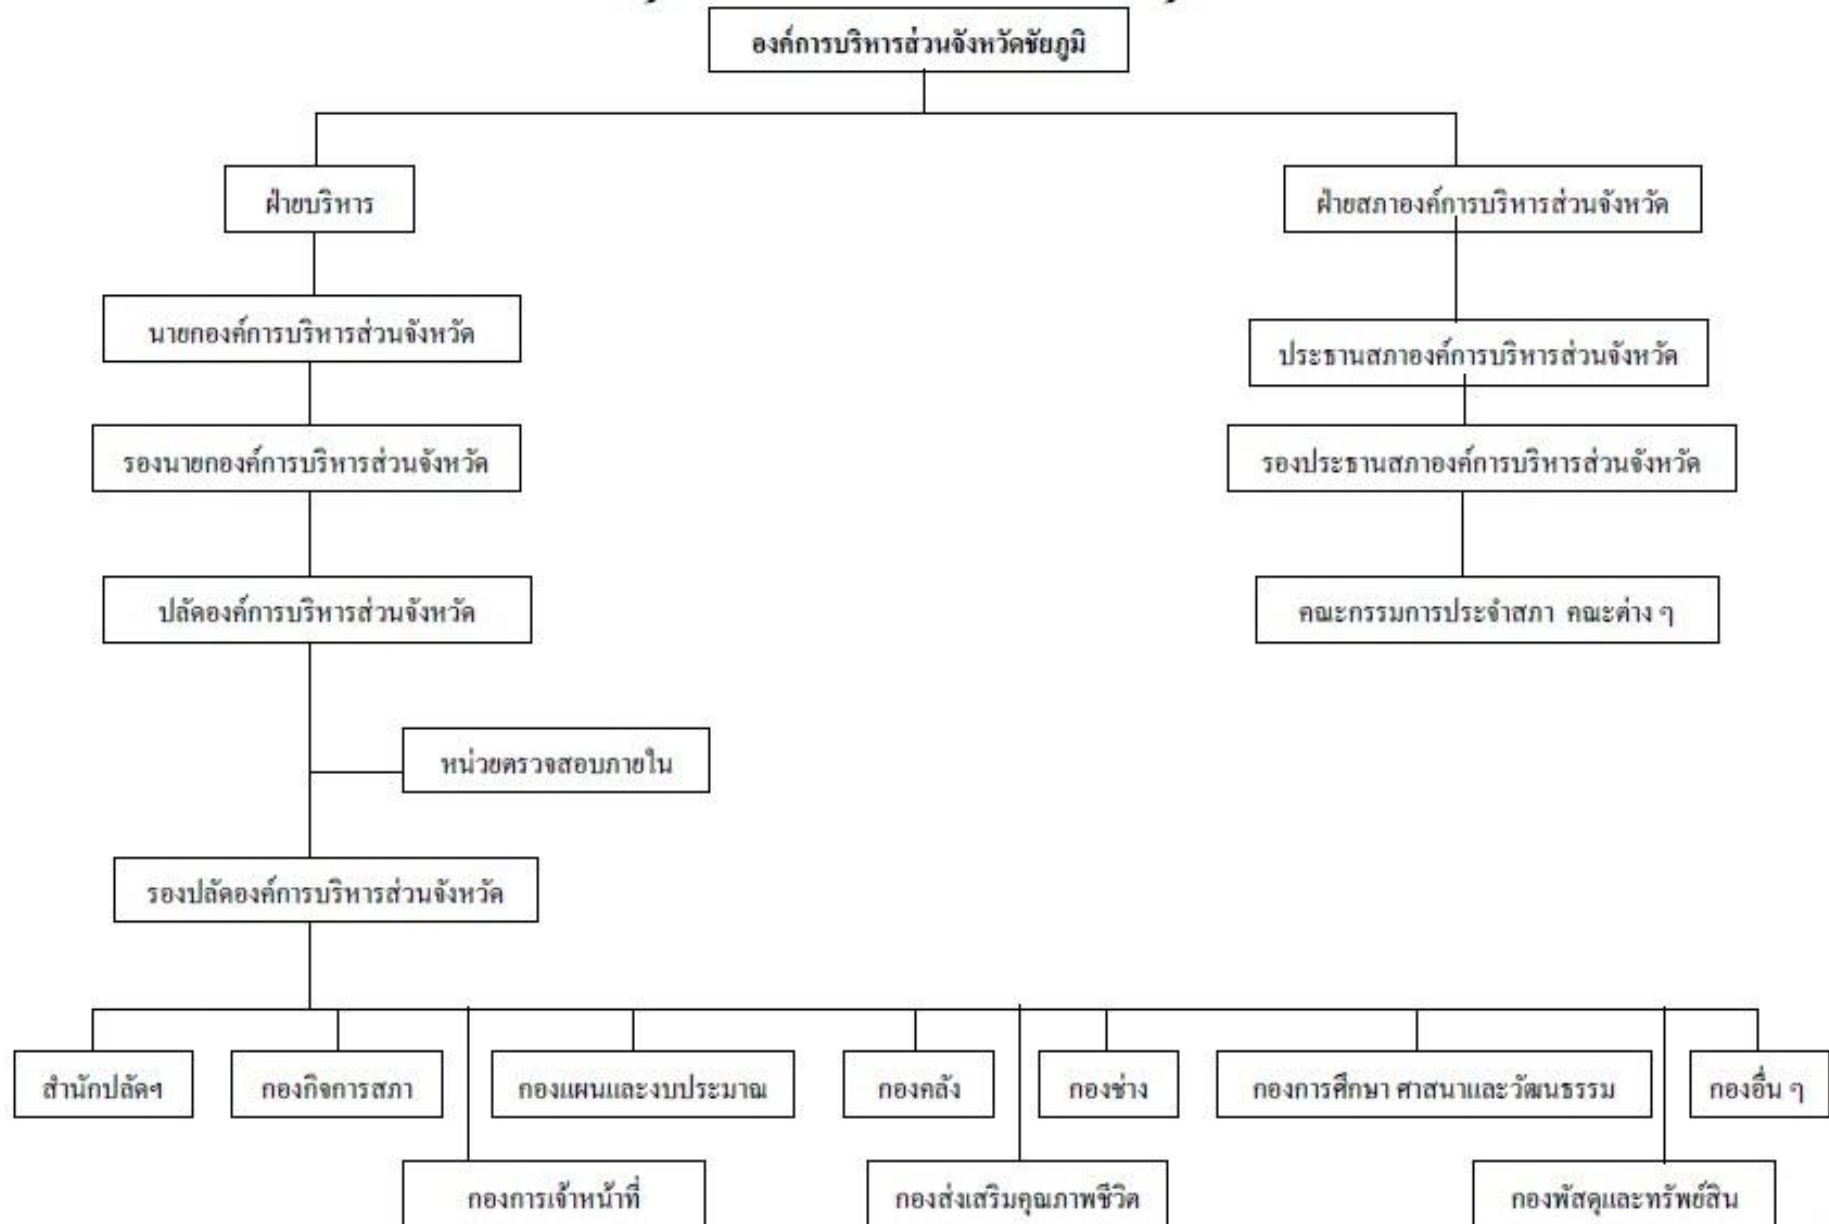 องค์การบริหารส่วนจังหวัดชัยภูมิ
ฝ่ายบริหาร
ฝ่ายสภาองค์การบริหารส่วนจังหวัด
นายกองค์การบริหารส่วนจังหวัด
ประธานสภาองค์การบริหารส่วนจังหวัด
รองนายกองค์การบริหารส่วนจังหวัด
รองประธานสภาองค์การบริหารส่วนจังหวัด
ปลัดองค์การบริหารส่วนจังหวัด
คณะกรรมการประจำสภา คณะต่าง ๆ
หน่วยตรวจสอบภายใน
รองปลัดองค์การบริหารส่วนจังหวัด
สำนักปลัดฯ
กองกิจการสภา
กองแผนและงบประมาณ
กองคลัง
กองช่าง
กองการศึกษา ศาสนาและวัฒนธรรม
กองอื่น ๆ
กองการเจ้าหน้าที่
กองส่งเสริมคุณภาพชีวิต
กองพัสดุและทรัพย์สิน